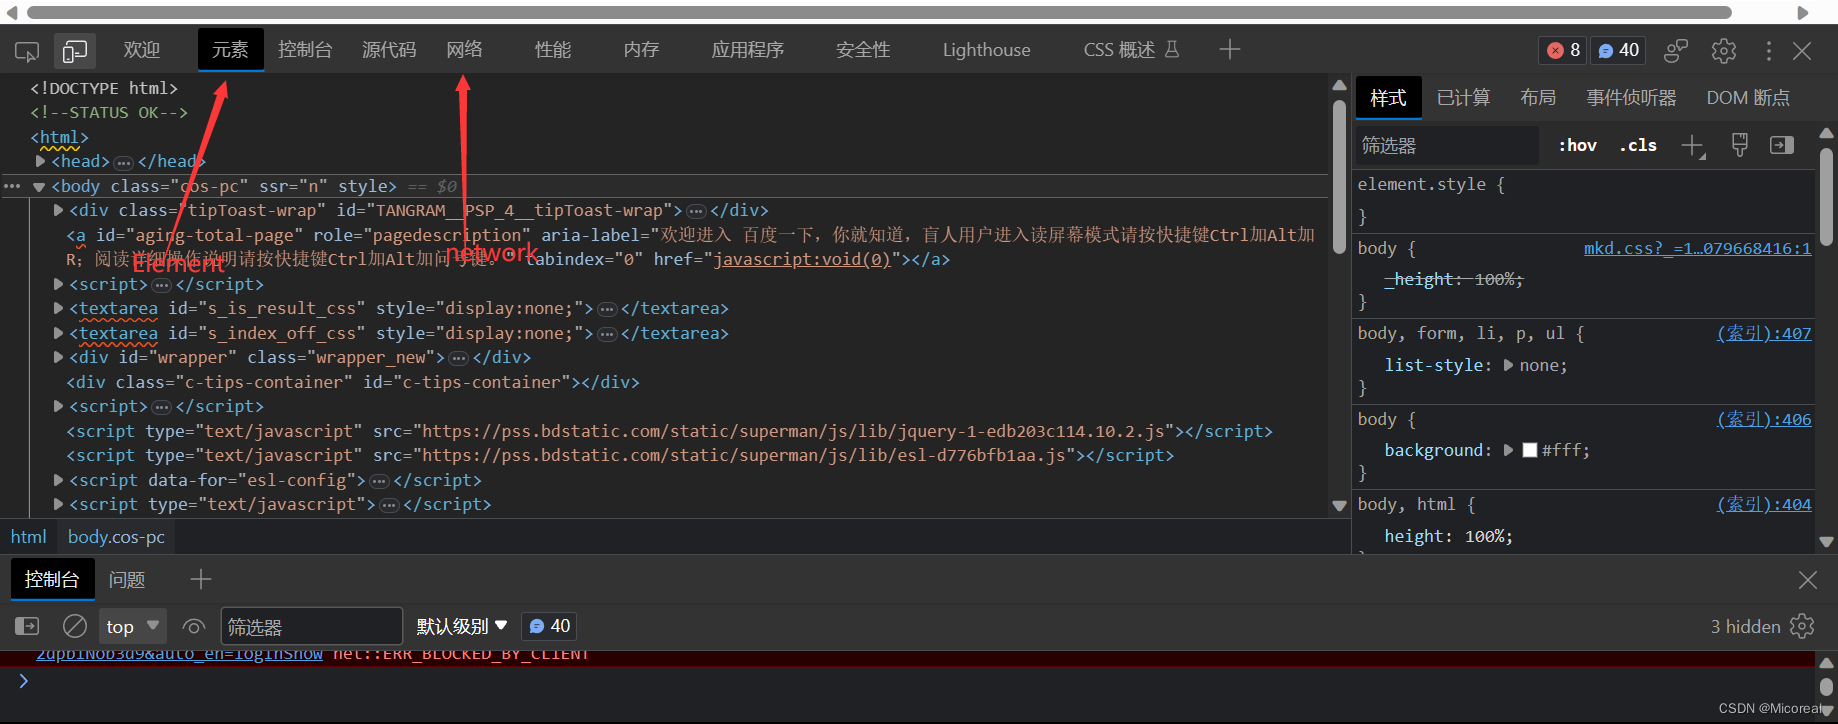 欢迎 元素 控制台 源代码 网络 性能 内存 应用程序 安全性 Lighthouse CSS 概述 8 40
<!DOCTYPE html>
<!--STATUS OK-->
<html>
<head>…</head>
<body class="cos-pc" ssr="n" style> == $0
<div class="tipToast-wrap" id="TANGRAM__PSP_4__tipToast-wrap">…</div>
<a id="aging-total-page" role="pagedescription" aria-label="欢迎进入 百度一下，你就知道，盲人用户进入读屏幕模式请按快捷键Ctrl加Alt加
R；阅读详细操作说明请按快捷键Ctrl加Alt加问号键。" tabindex="0" href="javascript:void(0)"></a>
Element
network
<script>…</script>
<textarea id="s_is_result_css" style="display:none;">…</textarea>
<textarea id="s_index_off_css" style="display:none;">…</textarea>
<div id="wrapper" class="wrapper_new">…</div>
<div class="c-tips-container" id="c-tips-container"></div>
<script>…</script>
<script type="text/javascript" src="https://pss.bdstatic.com/static/superman/js/lib/jquery-1-edb203c114.10.2.js"></script>
<script type="text/javascript" src="https://pss.bdstatic.com/static/superman/js/lib/esl-d776bfb1aa.js"></script>
<script data-for="esl-config">…</script>
<script type="text/javascript">…</script>
html body.cos-pc
样式 已计算 布局 事件侦听器 DOM 断点
筛选器 :hov .cls
element.style {
}
body { mkd.css?_=1…079668416:1
_height: 100%;
}
body, form, li, p, ul { (索引):407
list-style: none;
}
body { (索引):406
background: #fff;
}
body, html { (索引):404
height: 100%;
控制台 问题
top 筛选器 默认级别 40 3 hidden
2dpbiNob3d9&auto_en=loginshow net::ERR_BLOCKED_BY_CLIENT
CSDN @Micoreal